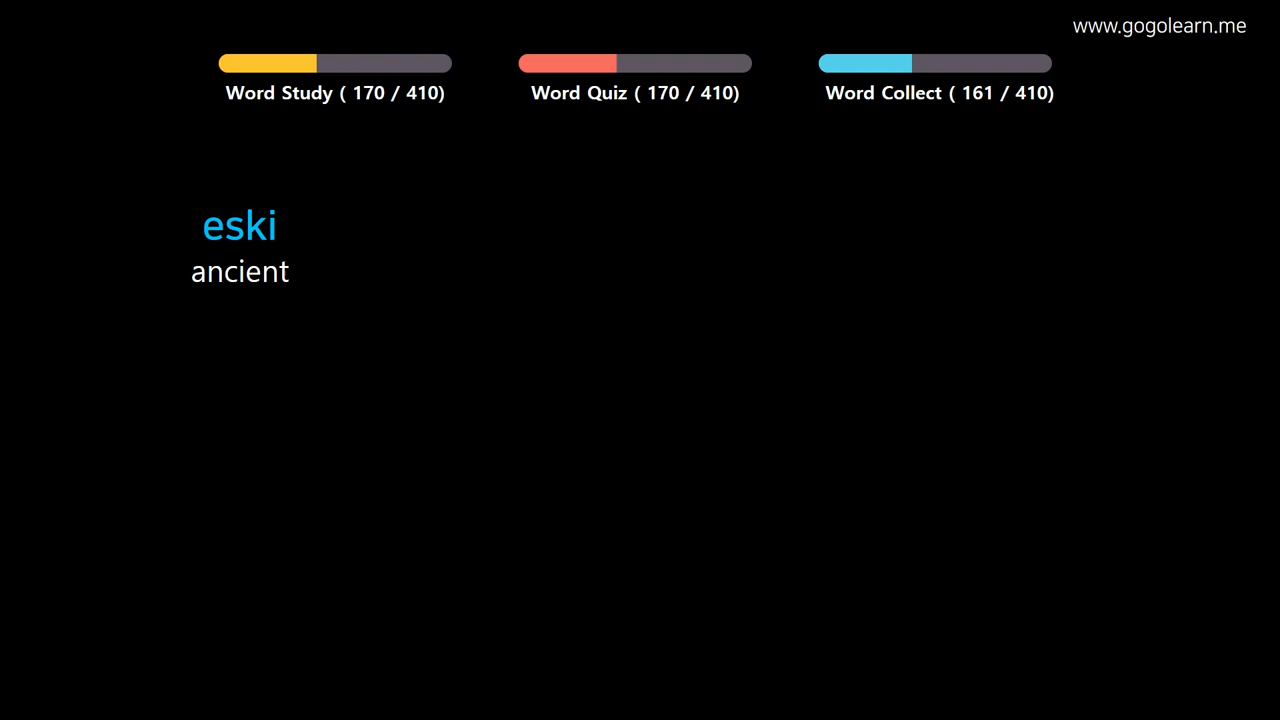 www.gogolearn.me
Word Study ( 170 / 410)
Word Quiz ( 170 / 410)
Word Collect ( 161 / 410)
eski
ancient